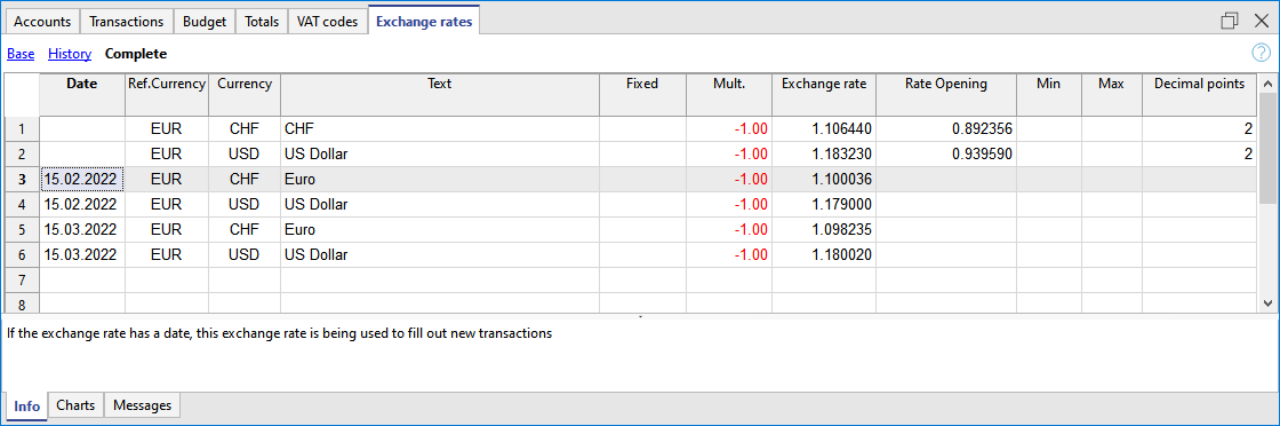 Accounts Transactions Budget Totals VAT codes Exchange rates
Base History Complete
Date Ref.Currency Currency Text Fixed Mult. Exchange rate Rate Opening Min Max Decimal points
1 EUR CHF CHF -1.00 1.106440 0.892356 2
2 EUR USD US Dollar -1.00 1.183230 0.939590 2
3 15.02.2022 EUR CHF Euro -1.00 1.100036
4 15.02.2022 EUR USD US Dollar -1.00 1.179000
5 15.03.2022 EUR CHF Euro -1.00 1.098235
6 15.03.2022 EUR USD US Dollar -1.00 1.180020
7
8
If the exchange rate has a date, this exchange rate is being used to fill out new transactions
Info Charts Messages